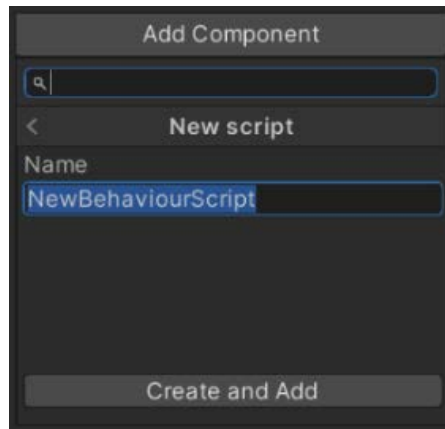 Add Component
New script
Name
NewBehaviourScript
Create and Add